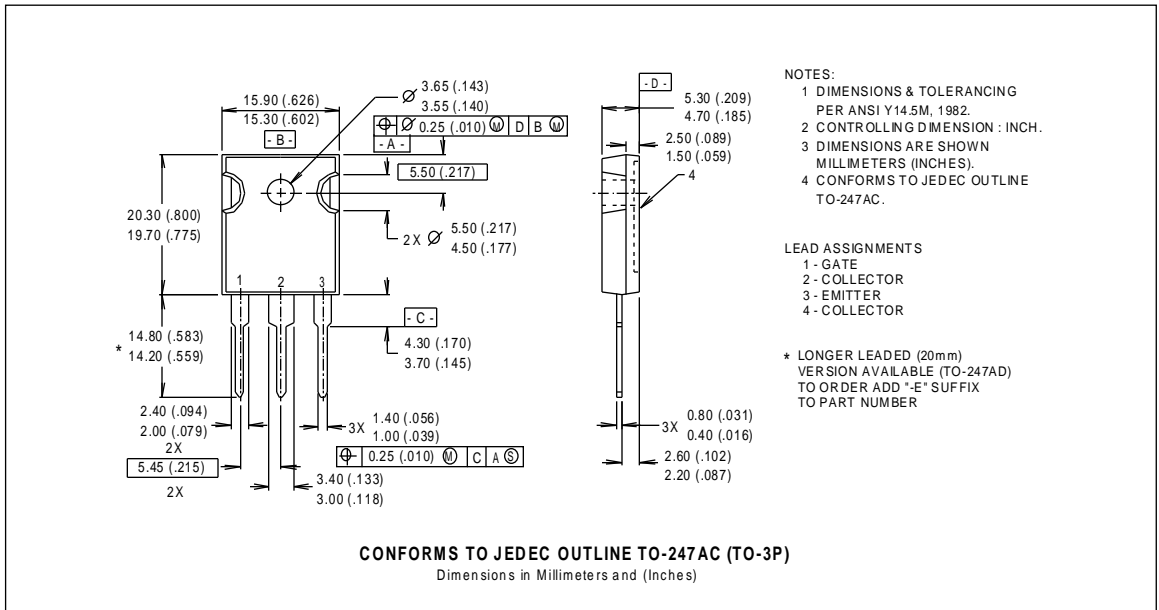 3.65 (.143)
3.55 (.140)
⌖ Ø 0.25 (.010) Ⓜ D B Ⓜ
15.90 (.626)
15.30 (.602)
- B -
- A -
5.50 (.217)
20.30 (.800)
19.70 (.775)
2X Ø 5.50 (.217)
4.50 (.177)
1 2 3
* 14.80 (.583)
14.20 (.559)
- C -
4.30 (.170)
3.70 (.145)
2.40 (.094)
2.00 (.079)
2X
5.45 (.215)
2X
3X 1.40 (.056)
1.00 (.039)
⌖ 0.25 (.010) Ⓜ C A Ⓢ
3.40 (.133)
3.00 (.118)
- D -
5.30 (.209)
4.70 (.185)
2.50 (.089)
1.50 (.059)
4
3X 0.80 (.031)
0.40 (.016)
2.60 (.102)
2.20 (.087)
NOTES:
1 DIMENSIONS & TOLERANCING
PER ANSI Y14.5M, 1982.
2 CONTROLLING DIMENSION : INCH.
3 DIMENSIONS ARE SHOWN
MILLIMETERS (INCHES).
4 CONFORMS TO JEDEC OUTLINE
TO-247AC.
LEAD ASSIGNMENTS
1 - GATE
2 - COLLECTOR
3 - EMITTER
4 - COLLECTOR
* LONGER LEADED (20mm)
VERSION AVAILABLE (TO-247AD)
TO ORDER ADD "-E" SUFFIX
TO PART NUMBER
CONFORMS TO JEDEC OUTLINE TO-247AC (TO-3P)
Dimensions in Millimeters and (Inches)